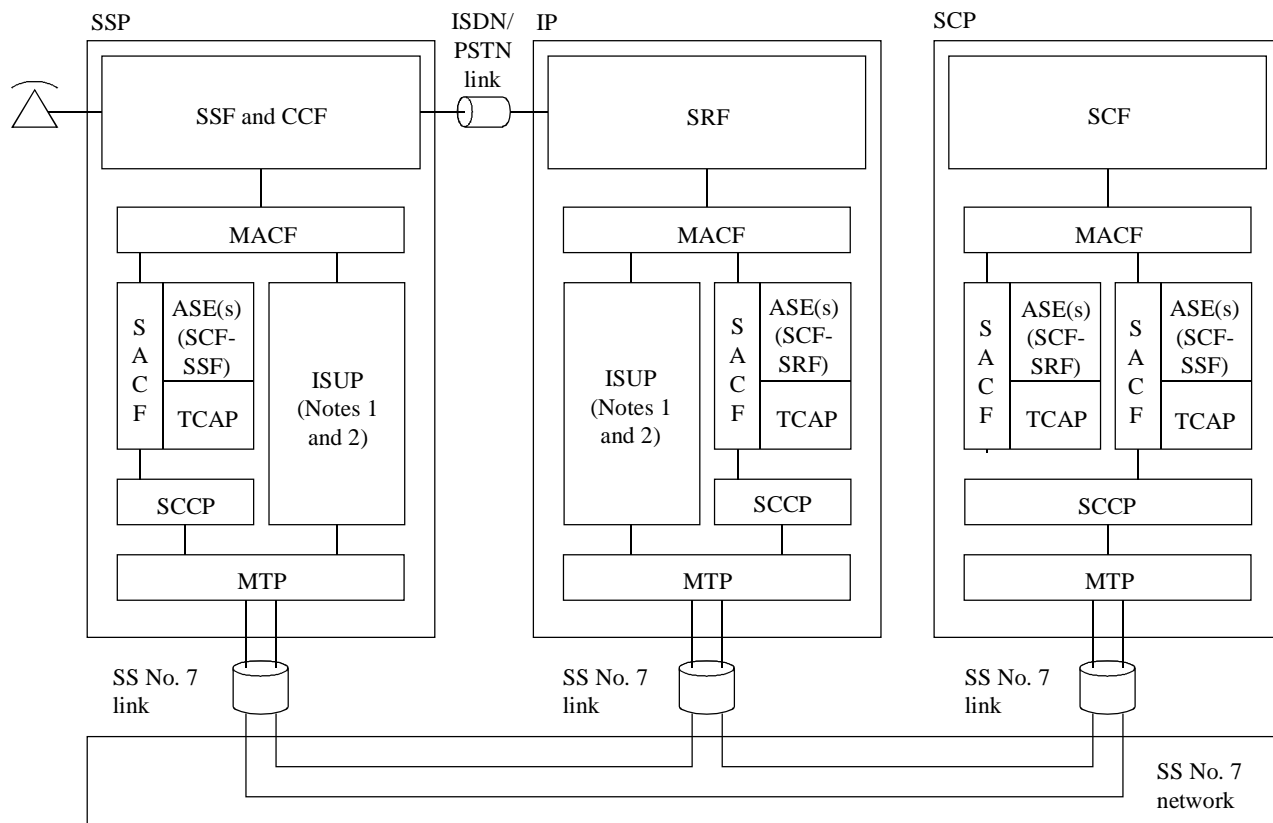 SSP
ISDN/
PSTN
link
IP
SCP
SSF and CCF
SRF
SCF
MACF
MACF
MACF
S
A
C
F
ASE(s)
(SCF-
SSF)
TCAP
ISUP
(Notes 1
and 2)
SCCP
MTP
ISUP
(Notes 1
and 2)
S
A
C
F
ASE(s)
(SCF-
SRF)
TCAP
SCCP
MTP
S
A
C
F
ASE(s)
(SCF-
SRF)
TCAP
S
A
C
F
ASE(s)
(SCF-
SSF)
TCAP
SCCP
MTP
SS No. 7
link
SS No. 7
link
SS No. 7
link
SS No. 7
network